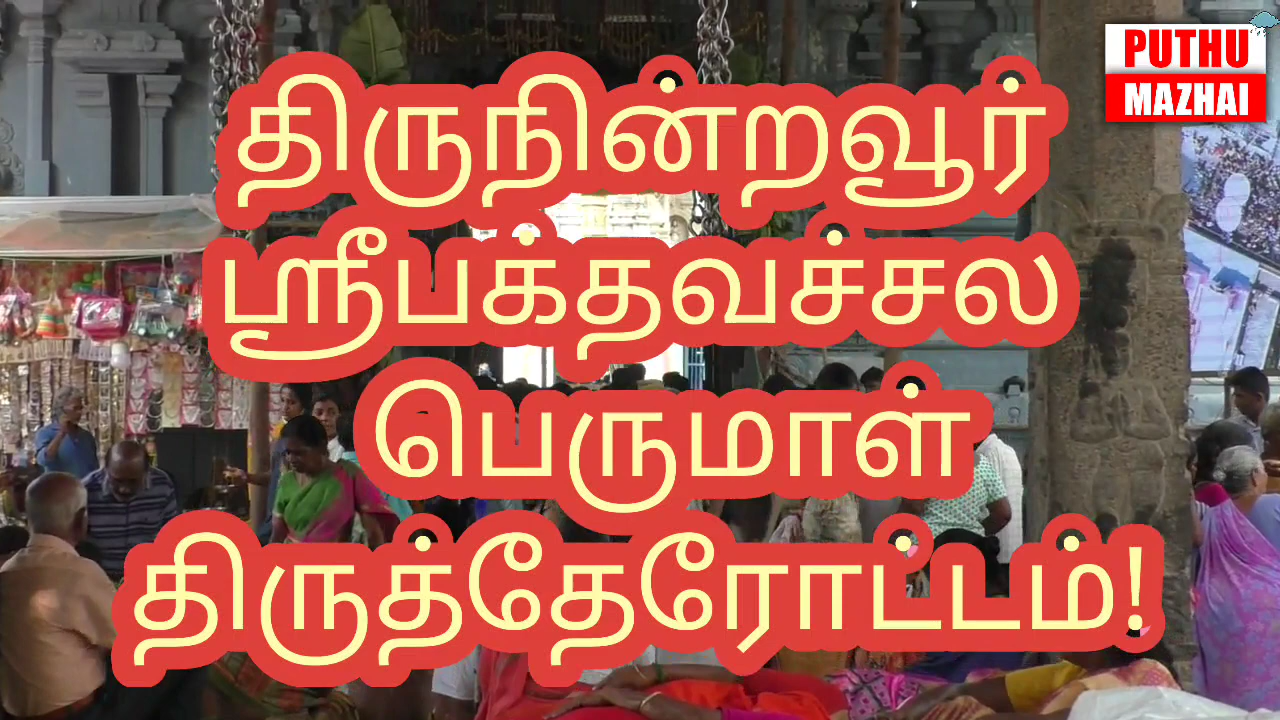 PUTHU
MAZHAI
திருநின்றவூர்
ஸ்ரீபக்தவச்சல
பெருமாள்
திருத்தேரோட்டம்!